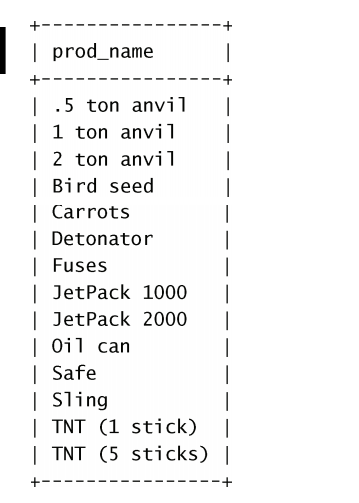 +----------------+
| prod_name      |
+----------------+
| .5 ton anvil   |
| 1 ton anvil    |
| 2 ton anvil    |
| Bird seed      |
| Carrots        |
| Detonator      |
| Fuses          |
| JetPack 1000   |
| JetPack 2000   |
| Oil can        |
| Safe           |
| Sling          |
| TNT (1 stick)  |
| TNT (5 sticks) |
+----------------+